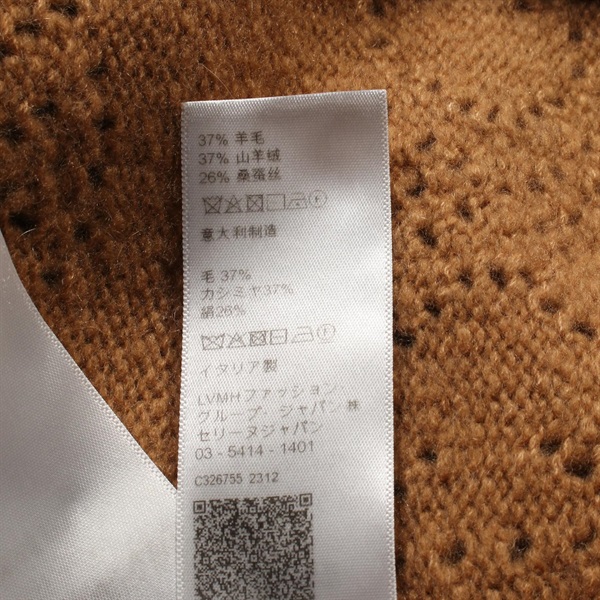 37% 羊毛
37% 山羊绒
26% 桑蚕丝
意大利制造
毛 37%
カシミヤ37%
絹26%
イタリア製
LVMHファッション・
グループ・ジャパン㈱
セリーヌジャパン
03 - 5414 - 1401
C326755 2312